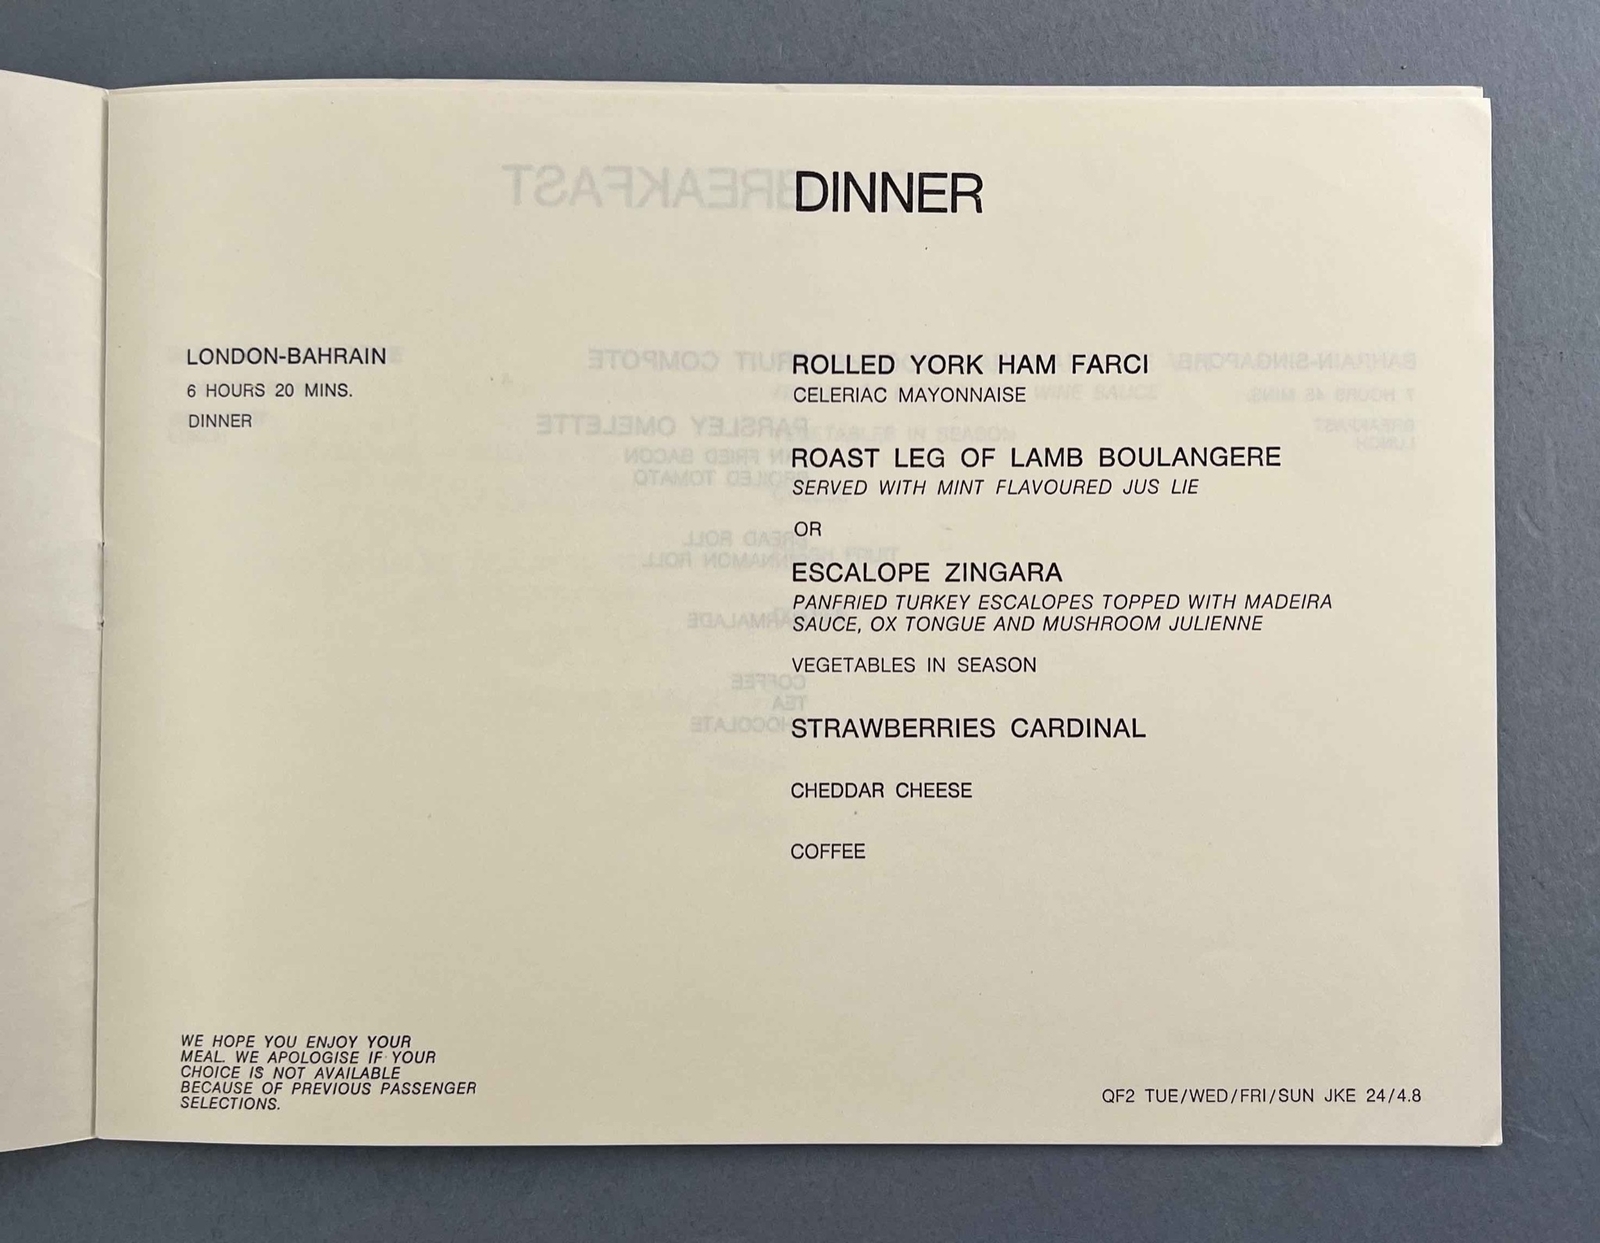 DINNER
LONDON-BAHRAIN
6 HOURS 20 MINS.
DINNER
ROLLED YORK HAM FARCI
CELERIAC MAYONNAISE
ROAST LEG OF LAMB BOULANGERE
SERVED WITH MINT FLAVOURED JUS LIE
OR
ESCALOPE ZINGARA
PANFRIED TURKEY ESCALOPES TOPPED WITH MADEIRA
SAUCE, OX TONGUE AND MUSHROOM JULIENNE
VEGETABLES IN SEASON
STRAWBERRIES CARDINAL
CHEDDAR CHEESE
COFFEE
WE HOPE YOU ENJOY YOUR
MEAL. WE APOLOGISE IF YOUR
CHOICE IS NOT AVAILABLE
BECAUSE OF PREVIOUS PASSENGER
SELECTIONS.
QF2 TUE/WED/FRI/SUN JKE 24/4.8